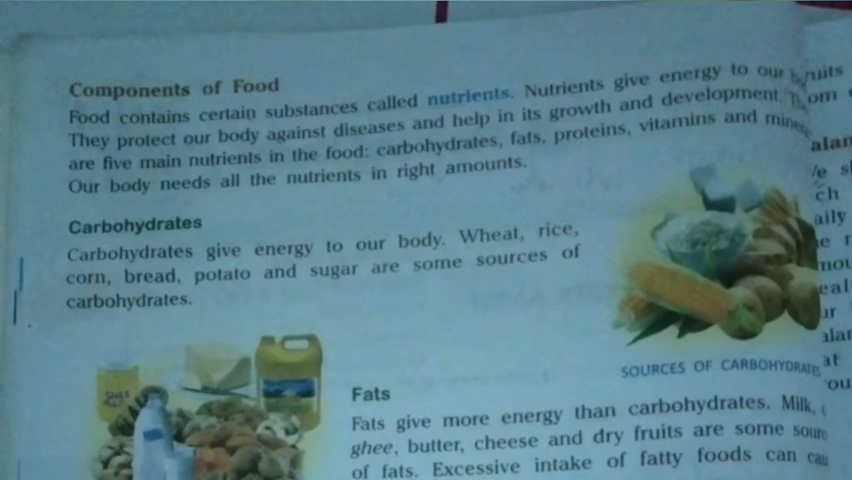 Components of Food
Food contains certain substances called nutrients. Nutrients give energy to our
They protect our body against diseases and help in its growth and development.
are five main nutrients in the food: carbohydrates, fats, proteins, vitamins and
Our body needs all the nutrients in right amounts.
Carbohydrates
Carbohydrates give energy to our body. Wheat, rice,
corn, bread, potato and sugar are some sources of
carbohydrates.
SOURCES OF CARBOHYDRATES
GHEE
Fats
Fats give more energy than carbohydrates. Milk,
ghee, butter, cheese and dry fruits are some
of fats. Excessive intake of fatty foods can